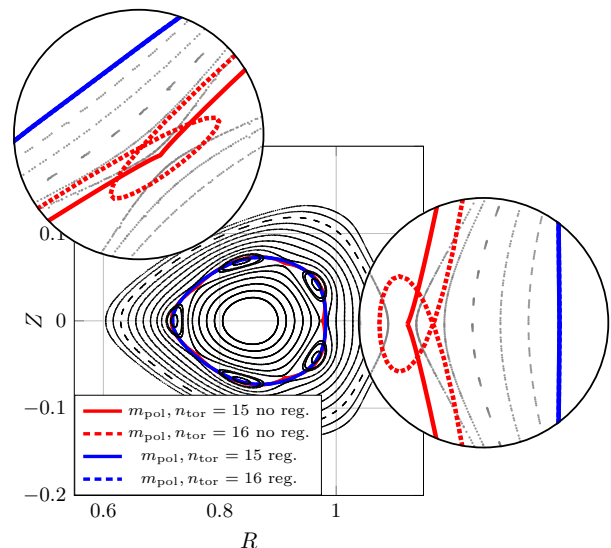 0.1
0
−0.1
−0.2
Z
m_pol, n_tor = 15 no reg.
m_pol, n_tor = 16 no reg.
m_pol, n_tor = 15 reg.
m_pol, n_tor = 16 reg.
0.6
0.8
1
R